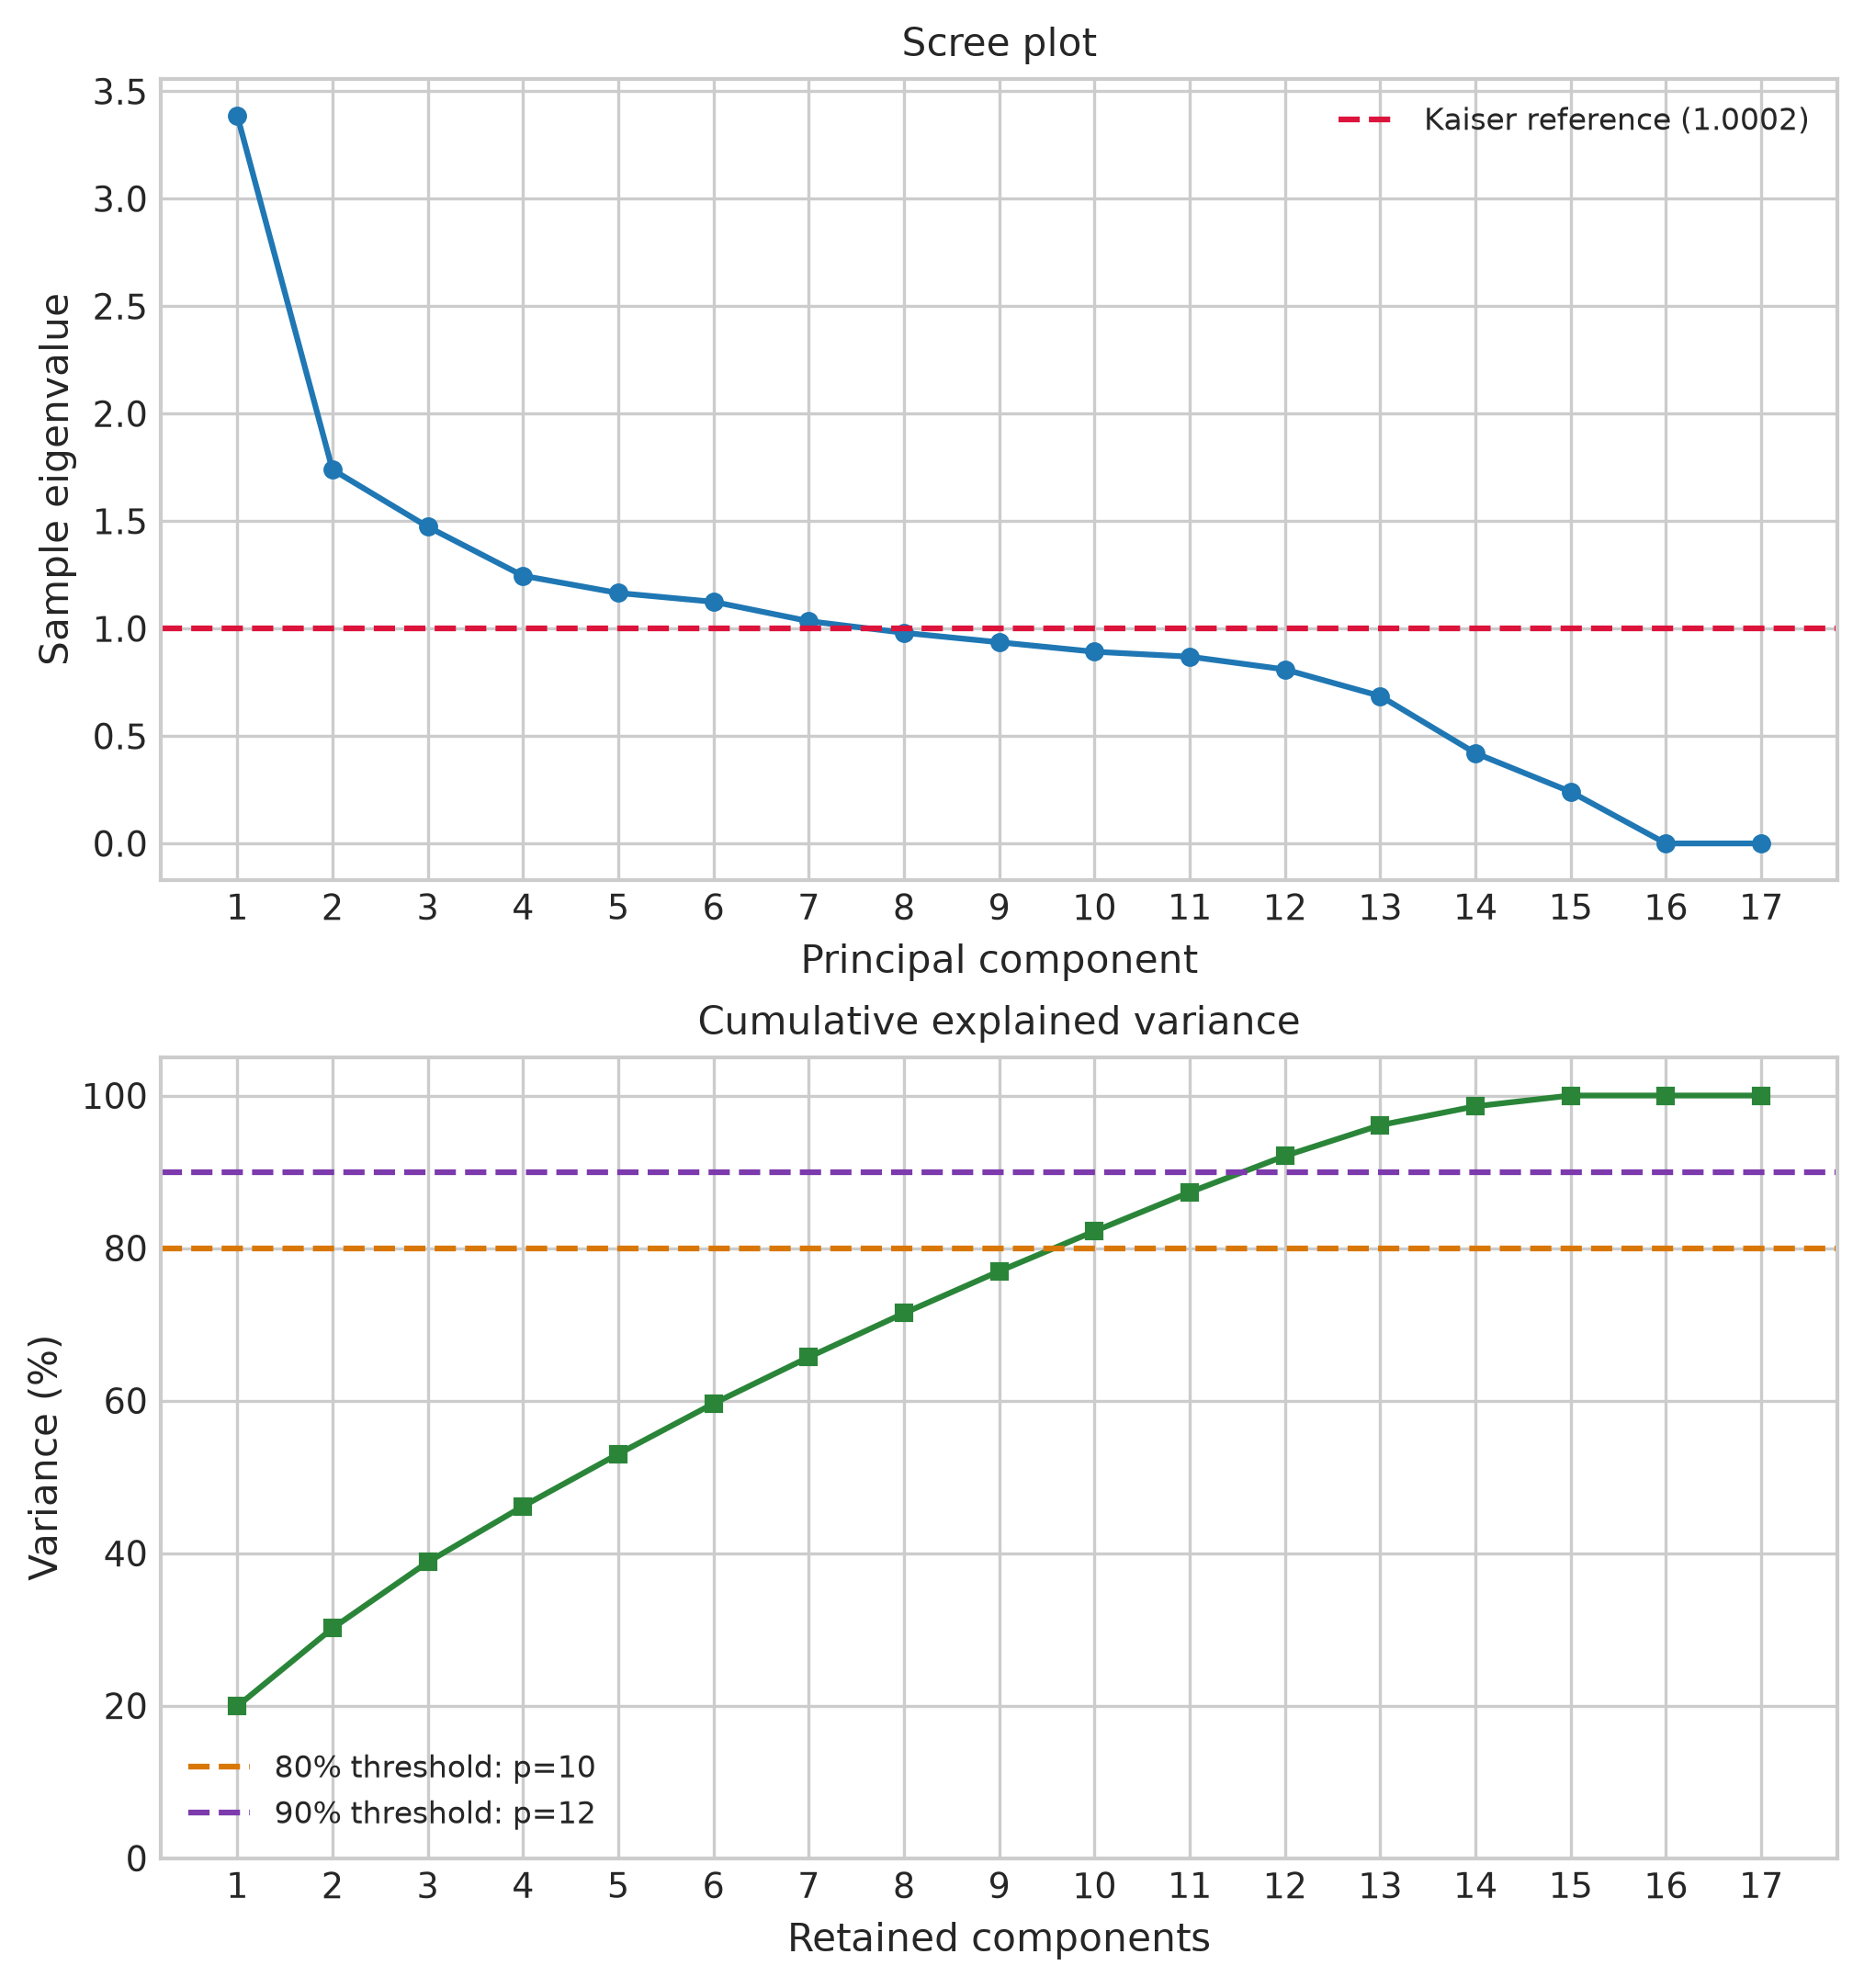 Scree plot
3.5
3.0
2.5
2.0
1.5
1.0
0.5
0.0
Sample eigenvalue
Kaiser reference (1.0002)
1 2 3 4 5 6 7 8 9 10 11 12 13 14 15 16 17
Principal component
Cumulative explained variance
100
80
60
40
20
0
Variance (%)
80% threshold: p=10
90% threshold: p=12
1 2 3 4 5 6 7 8 9 10 11 12 13 14 15 16 17
Retained components